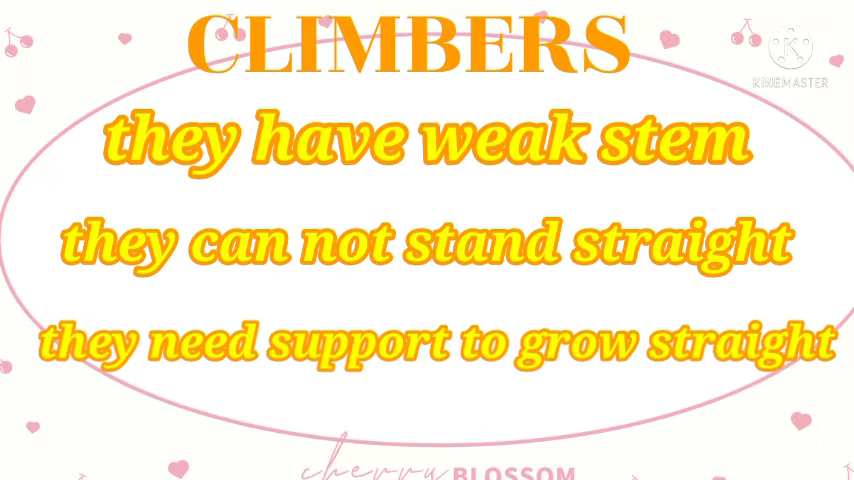 CLIMBERS
KINEMASTER
they have weak stem
they can not stand straight
they need support to grow straight
cherry BLOSSOM